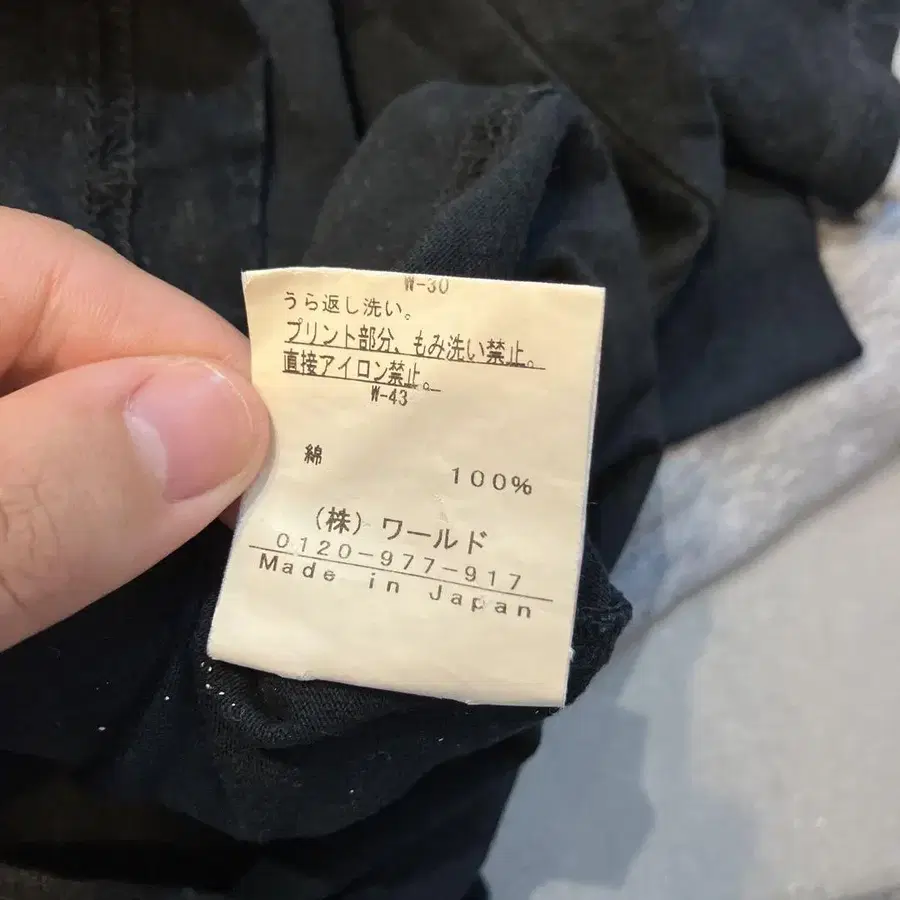 W-30
うら返し洗い。
プリント部分、もみ洗い禁止。
直接アイロン禁止。
W-43
綿 100%
(株)ワールド
0120-977-917
Made in Japan